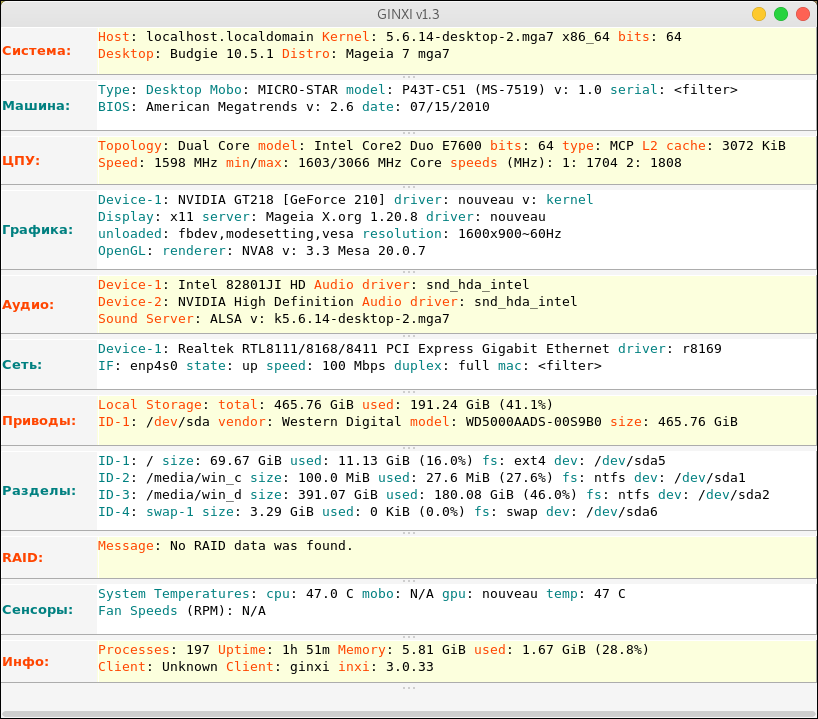 GINXI v1.3
Система:
Host: localhost.localdomain Kernel: 5.6.14-desktop-2.mga7 x86_64 bits: 64
Desktop: Budgie 10.5.1 Distro: Mageia 7 mga7
Машина:
Type: Desktop Mobo: MICRO-STAR model: P43T-C51 (MS-7519) v: 1.0 serial: <filter>
BIOS: American Megatrends v: 2.6 date: 07/15/2010
ЦПУ:
Topology: Dual Core model: Intel Core2 Duo E7600 bits: 64 type: MCP L2 cache: 3072 KiB
Speed: 1598 MHz min/max: 1603/3066 MHz Core speeds (MHz): 1: 1704 2: 1808
Графика:
Device-1: NVIDIA GT218 [GeForce 210] driver: nouveau v: kernel
Display: x11 server: Mageia X.org 1.20.8 driver: nouveau
unloaded: fbdev,modesetting,vesa resolution: 1600x900~60Hz
OpenGL: renderer: NVA8 v: 3.3 Mesa 20.0.7
Аудио:
Device-1: Intel 82801JI HD Audio driver: snd_hda_intel
Device-2: NVIDIA High Definition Audio driver: snd_hda_intel
Sound Server: ALSA v: k5.6.14-desktop-2.mga7
Сеть:
Device-1: Realtek RTL8111/8168/8411 PCI Express Gigabit Ethernet driver: r8169
IF: enp4s0 state: up speed: 100 Mbps duplex: full mac: <filter>
Приводы:
Local Storage: total: 465.76 GiB used: 191.24 GiB (41.1%)
ID-1: /dev/sda vendor: Western Digital model: WD5000AADS-00S9B0 size: 465.76 GiB
Разделы:
ID-1: / size: 69.67 GiB used: 11.13 GiB (16.0%) fs: ext4 dev: /dev/sda5
ID-2: /media/win_c size: 100.0 MiB used: 27.6 MiB (27.6%) fs: ntfs dev: /dev/sda1
ID-3: /media/win_d size: 391.07 GiB used: 180.08 GiB (46.0%) fs: ntfs dev: /dev/sda2
ID-4: swap-1 size: 3.29 GiB used: 0 KiB (0.0%) fs: swap dev: /dev/sda6
RAID:
Message: No RAID data was found.
Сенсоры:
System Temperatures: cpu: 47.0 C mobo: N/A gpu: nouveau temp: 47 C
Fan Speeds (RPM): N/A
Инфо:
Processes: 197 Uptime: 1h 51m Memory: 5.81 GiB used: 1.67 GiB (28.8%)
Client: Unknown Client: ginxi inxi: 3.0.33